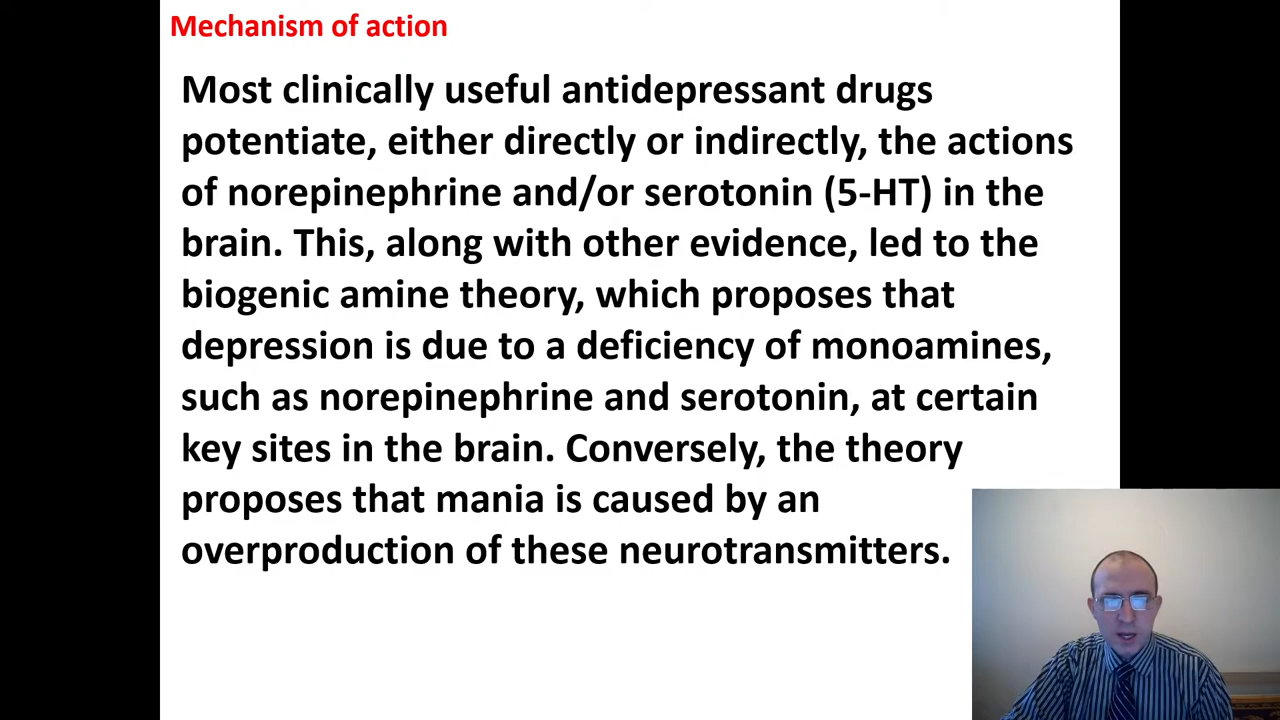 Mechanism of action
Most clinically useful antidepressant drugs
potentiate, either directly or indirectly, the actions
of norepinephrine and/or serotonin (5-HT) in the
brain. This, along with other evidence, led to the
biogenic amine theory, which proposes that
depression is due to a deficiency of monoamines,
such as norepinephrine and serotonin, at certain
key sites in the brain. Conversely, the theory
proposes that mania is caused by an
overproduction of these neurotransmitters.